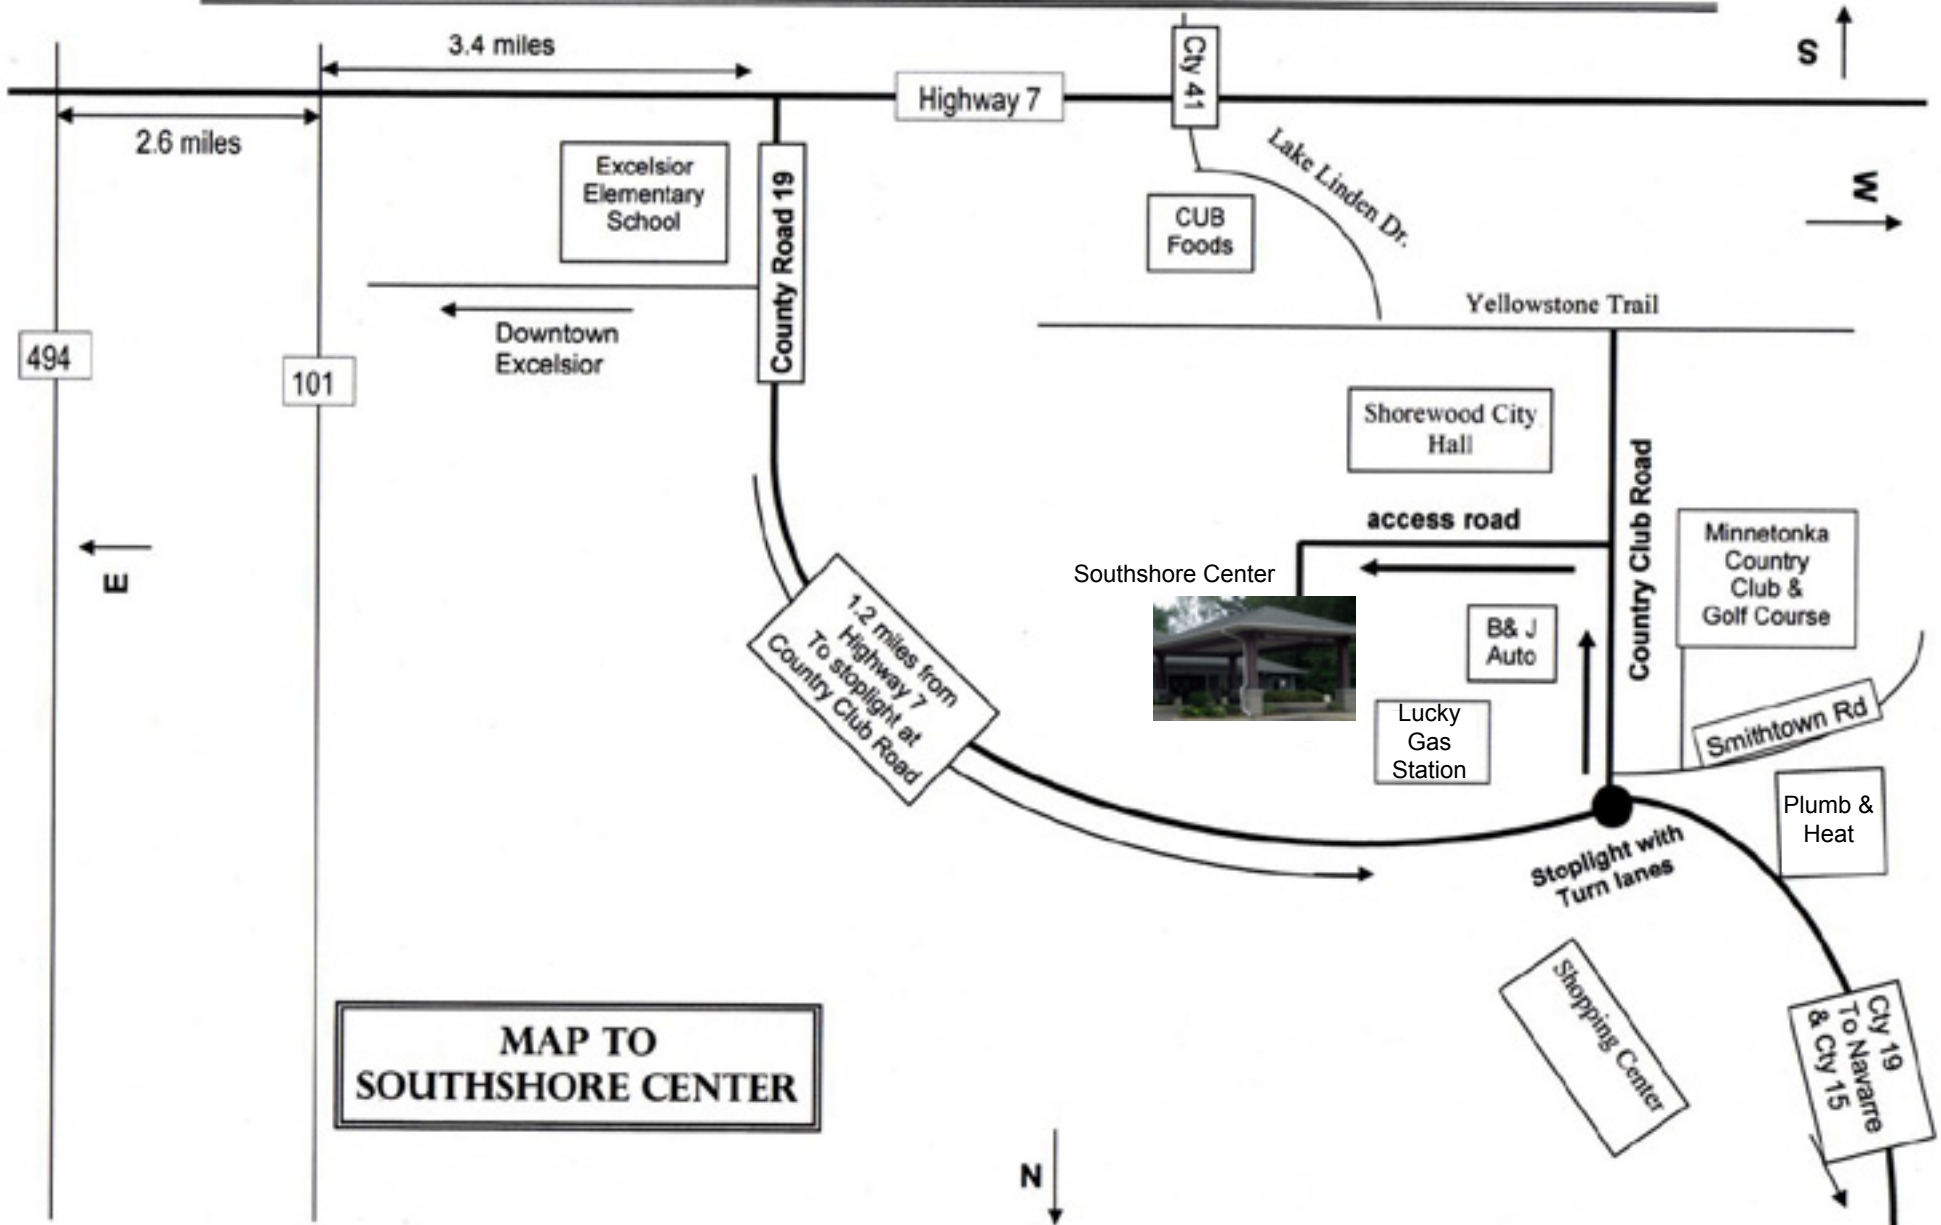 3.4 miles
S
Cty 41
Highway 7
2.6 miles
Lake Linden Dr.
Excelsior
Elementary
School
County Road 19
W
CUB
Foods
Yellowstone Trail
Downtown
Excelsior
494
101
Shorewood City
Hall
Country Club Road
access road
Minnetonka
Country
Club &
Golf Course
E
Southshore Center
1.2 miles from
Highway 7
To stoplight at
Country Club Road
B& J
Auto
Lucky
Gas
Station
Smithtown Rd
Plumb &
Heat
Stoplight with
Turn lanes
Shopping Center
Cty 19
To Navarre
& Cty 15
MAP TO
SOUTHSHORE CENTER
N